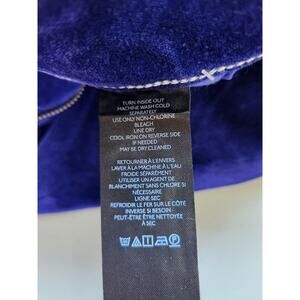 TURN INSIDE OUT
MACHINE WASH COLD
SEPARATELY
USE ONLY NON-CHLORINE
BLEACH
LINE DRY
COOL IRON ON REVERSE SIDE
IF NEEDED
MAY BE DRY CLEANED
RETOURNER À L'ENVERS
LAVER À LA MACHINE À L'EAU
FROIDE SÉPARÉMENT
UTILISER UN AGENT DE
BLANCHIMENT SANS CHLORE SI
NÉCESSAIRE
LIGNE SEC
REFROIDIR LE FER SUR LE CÔTÉ
INVERSE SI BESOIN
PEUT-ÊTRE ÊTRE NETTOYÉE
À SEC